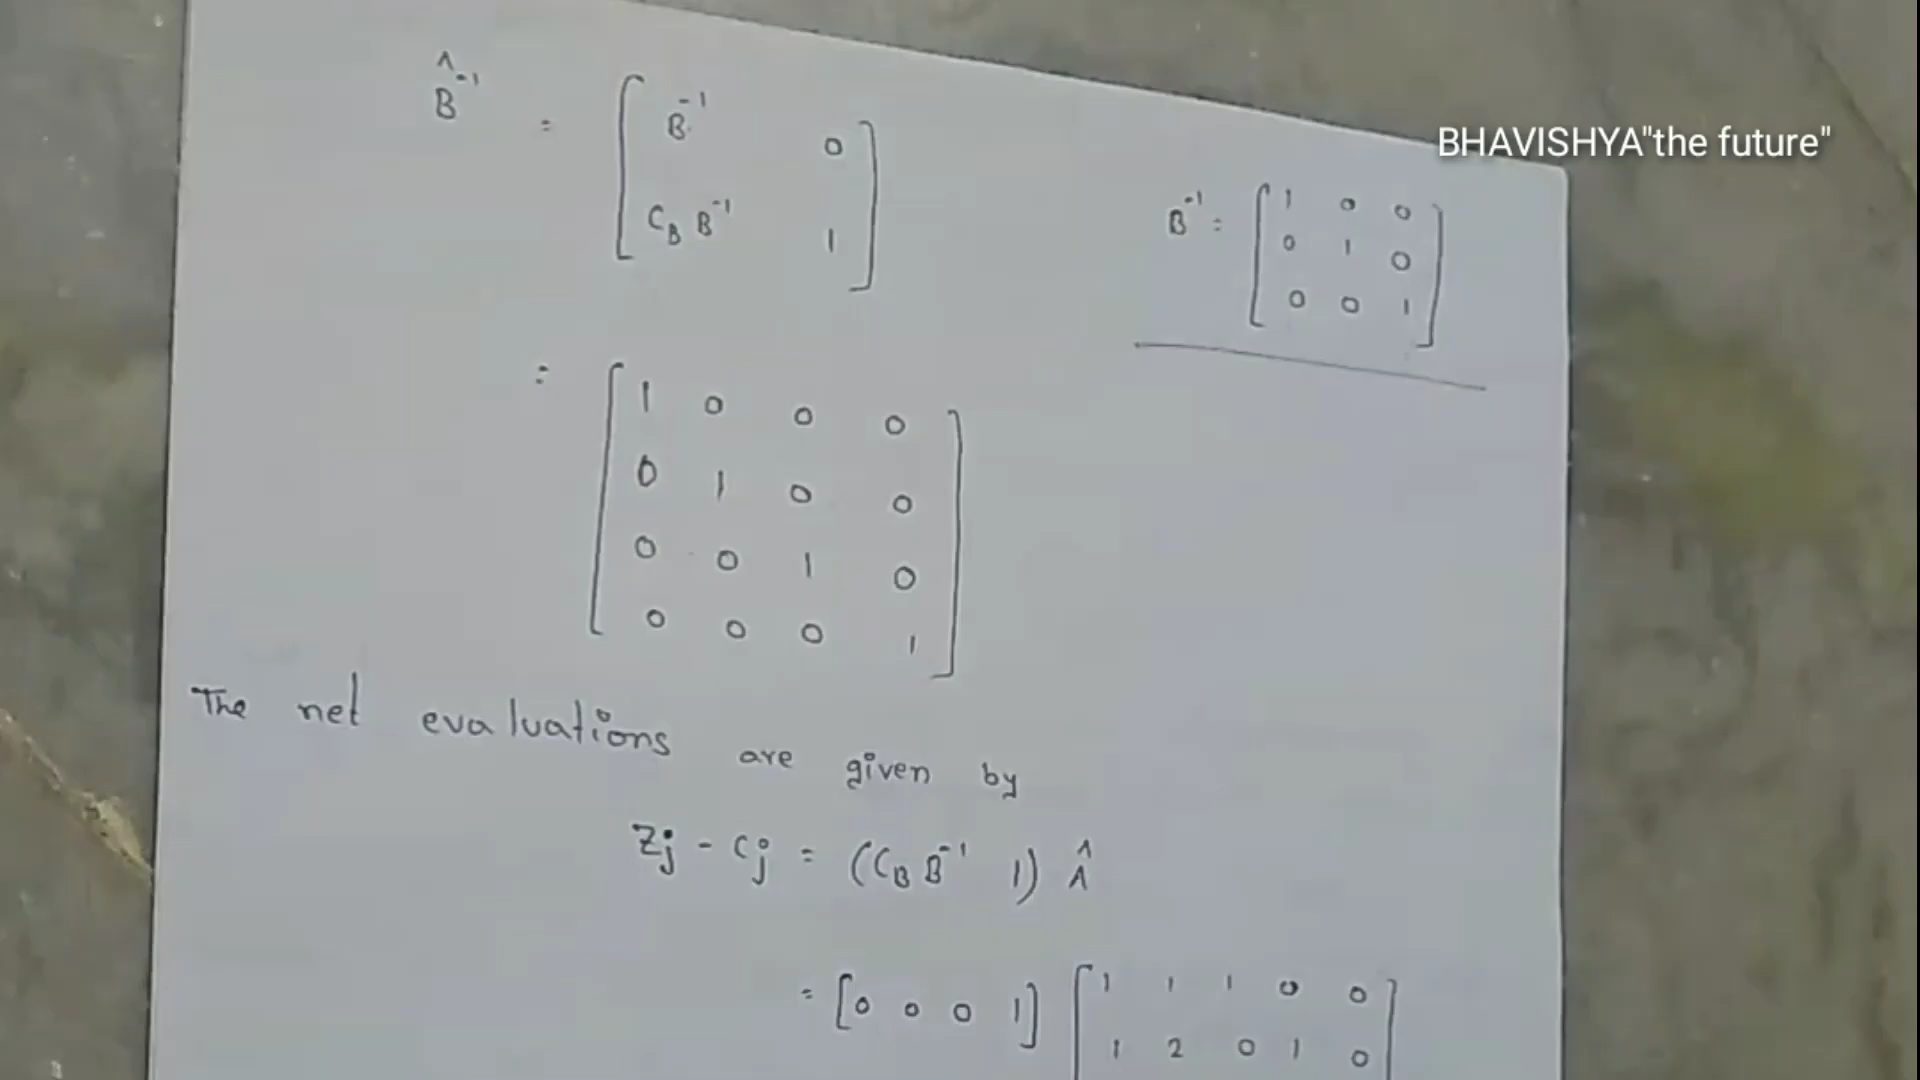 B̂⁻¹ = [ B⁻¹ 0
C_B B⁻¹ 1 ]
BHAVISHYA"the future"
B⁻¹ = [ 1 0 0
0 1 0
0 0 1 ]
= [ 1 0 0 0
0 1 0 0
0 0 1 0
0 0 0 1 ]
The net evaluations are given by
Zj - Cj = (C_B B⁻¹ 1) Â
= [0 0 0 1] [ 1 1 1 0 0
1 2 0 1 0